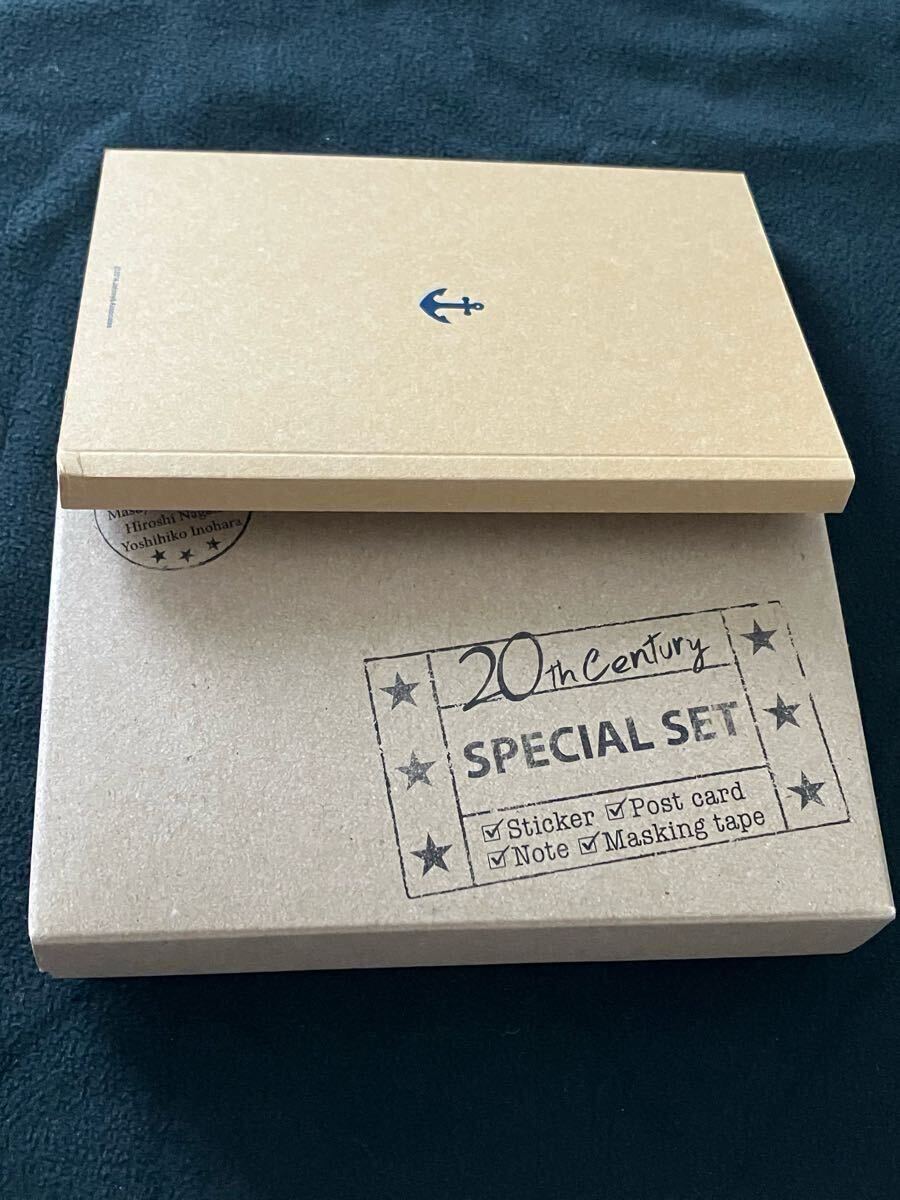 Hiroshi Naga
Yoshihiko Inohara
20th Century
SPECIAL SET
☑Sticker ☑Post card
☑Note ☑Masking tape